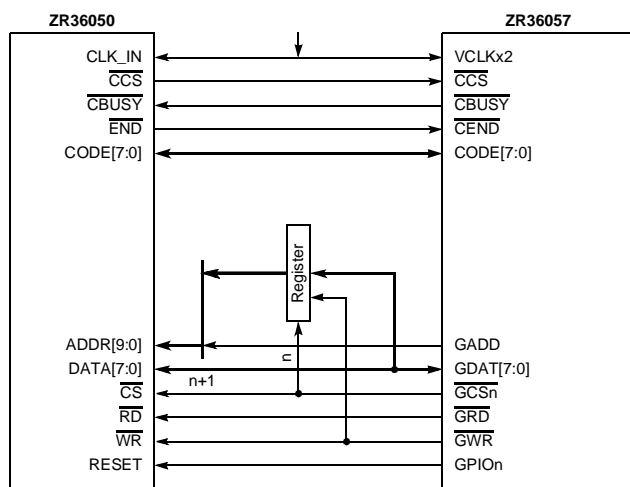 ZR36050 ZR36057
CLK_IN VCLKx2
CCS CCS
CBUSY CBUSY
END CEND
CODE[7:0] CODE[7:0]
Register
ADDR[9:0] GADD
n
DATA[7:0] GDAT[7:0]
n+1
CS GCSn
RD GRD
WR GWR
RESET GPIOn